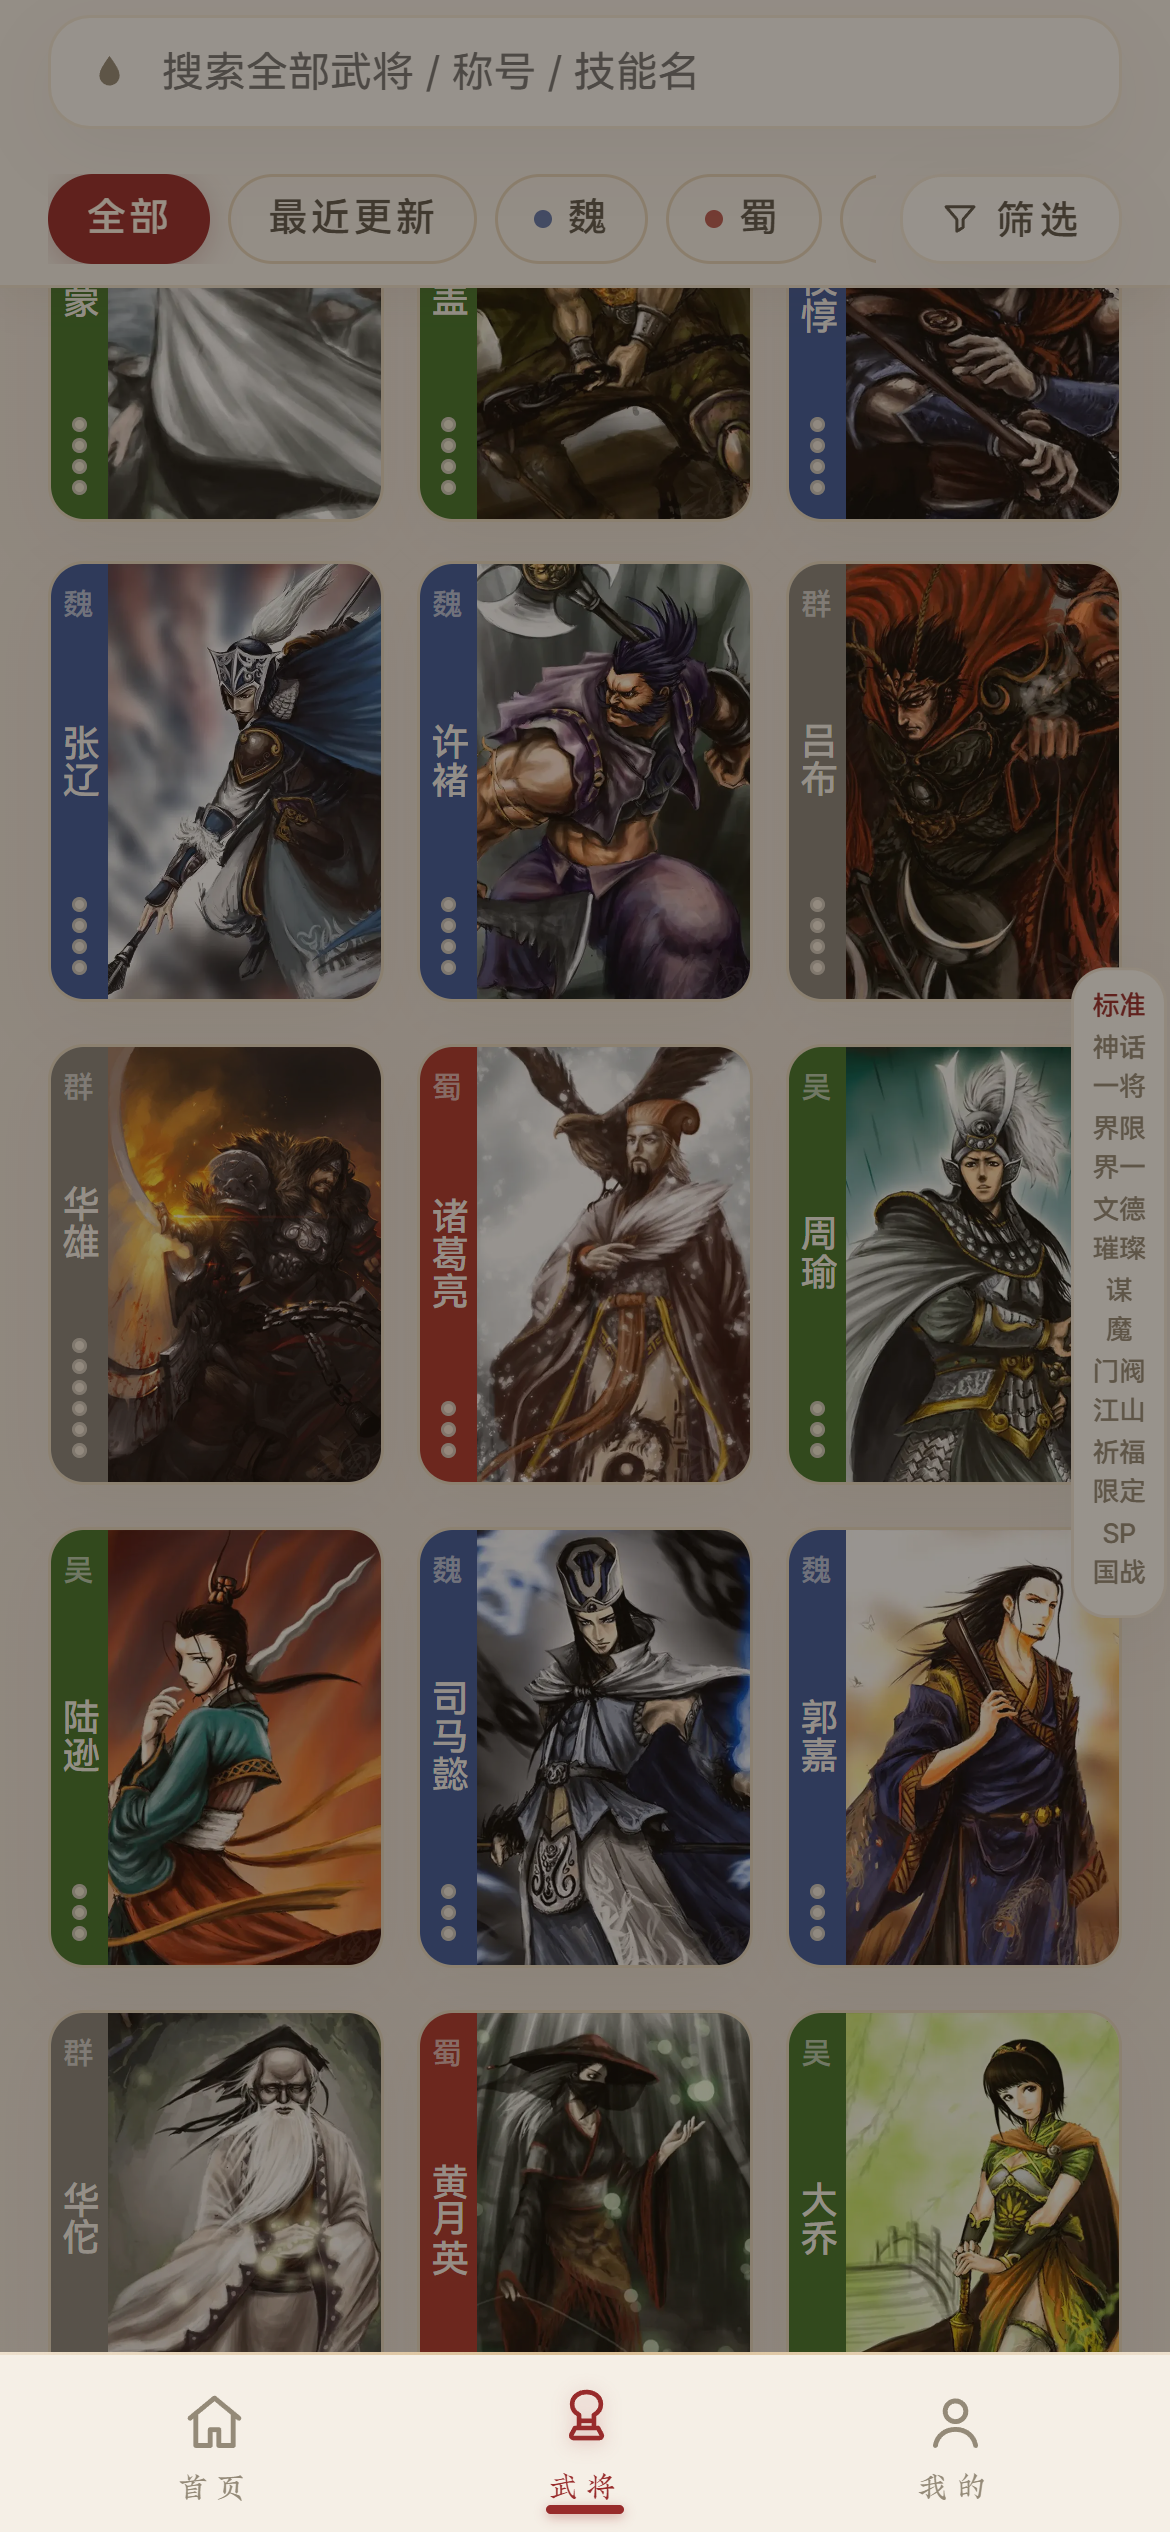 搜索全部武将 / 称号 / 技能名
全部
最近更新
魏
蜀
筛选
蒙
盖
惇
魏
张辽
魏
许褚
群
吕布
群
华雄
蜀
诸葛亮
吴
周瑜
吴
陆逊
魏
司马懿
魏
郭嘉
群
华佗
蜀
黄月英
吴
大乔
标准
神话
一将
界限
界一
文德
璀璨
谋
魔
门阀
江山
祈福
限定
SP
国战
首页
武将
我的